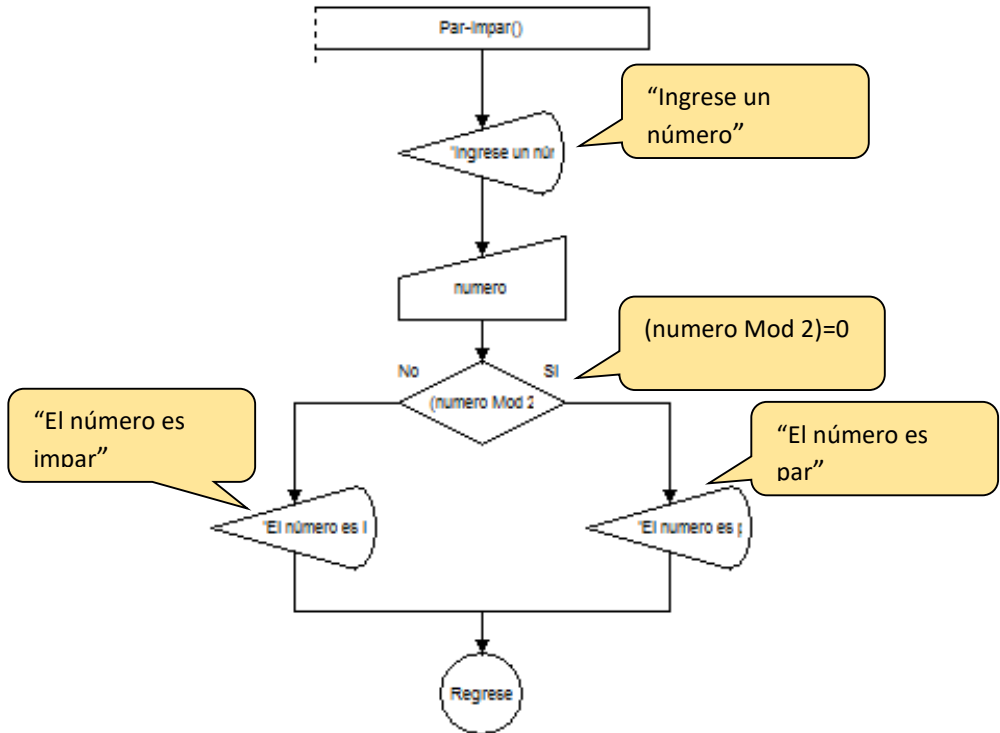 Par-Impar()
“Ingrese un
número”
"Ingrese un núr
numero
(numero Mod 2)=0
No
Si
(numero Mod 2
“El número es
impar”
“El número es
par”
"El número es i
"El numero es p
Regrese